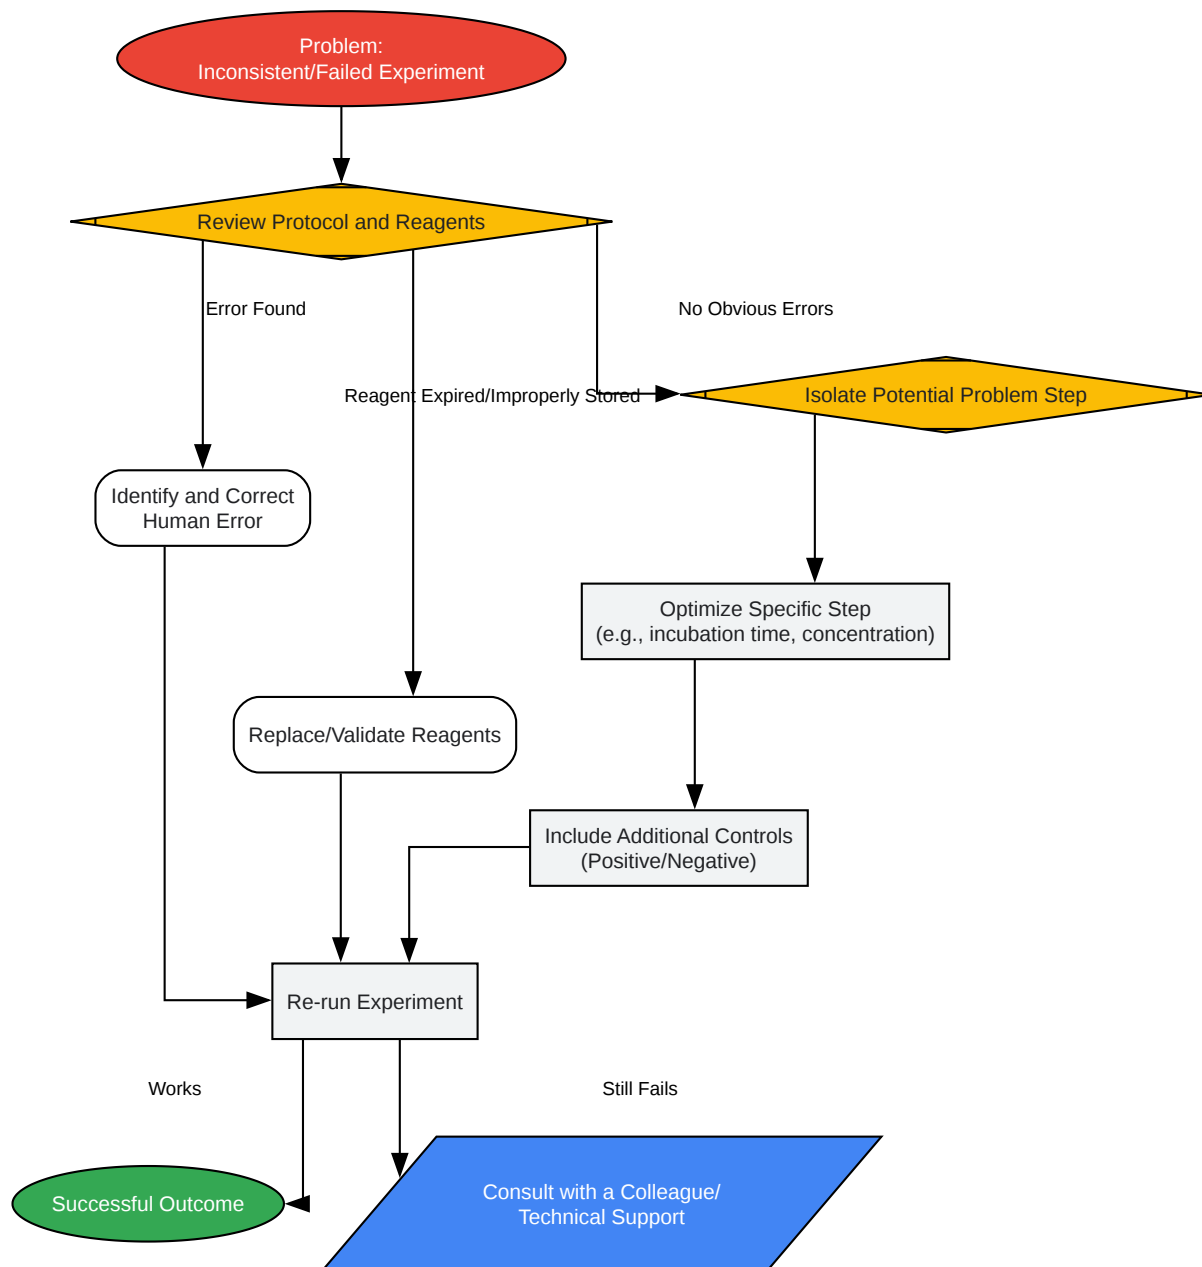 Problem:
Inconsistent/Failed Experiment
Review Protocol and Reagents
Error Found
No Obvious Errors
Reagent Expired/Improperly Stored
Isolate Potential Problem Step
Identify and Correct
Human Error
Optimize Specific Step
(e.g., incubation time, concentration)
Replace/Validate Reagents
Include Additional Controls
(Positive/Negative)
Re-run Experiment
Works
Still Fails
Successful Outcome
Consult with a Colleague/
Technical Support